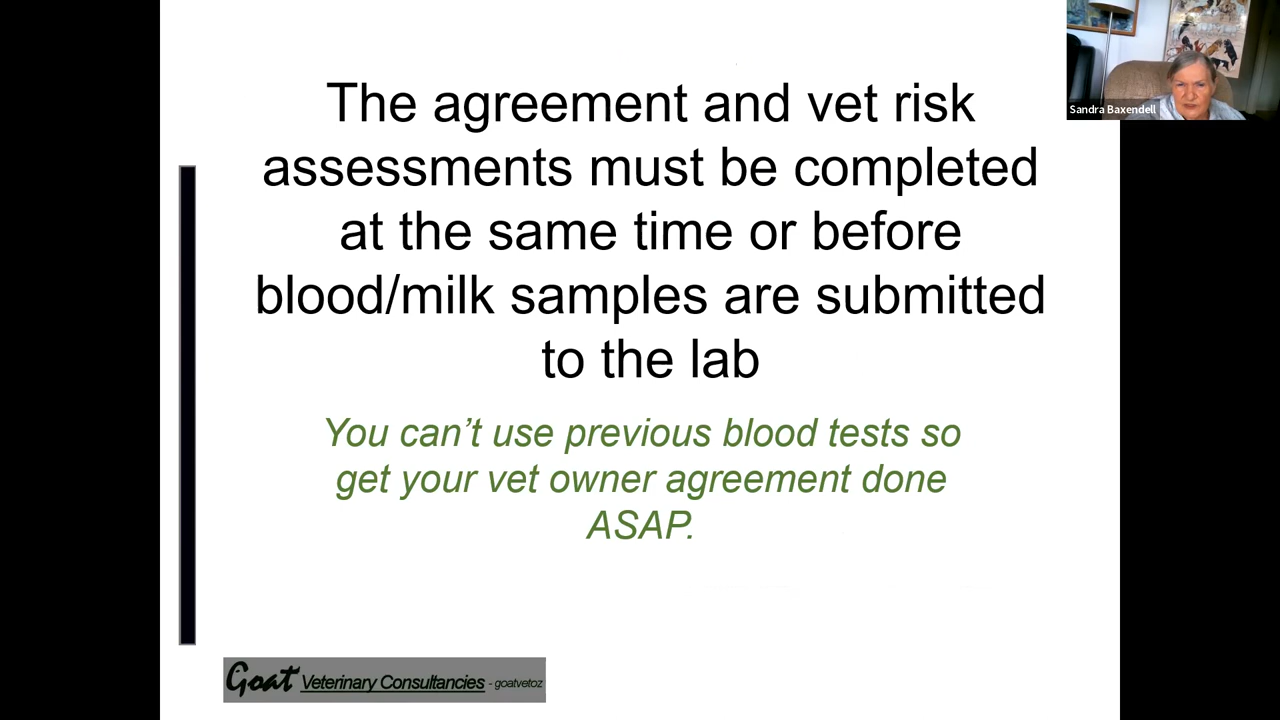 Sandra Baxendell
The agreement and vet risk
assessments must be completed
at the same time or before
blood/milk samples are submitted
to the lab
You can’t use previous blood tests so
get your vet owner agreement done
ASAP.
Goat Veterinary Consultancies - goatvetoz